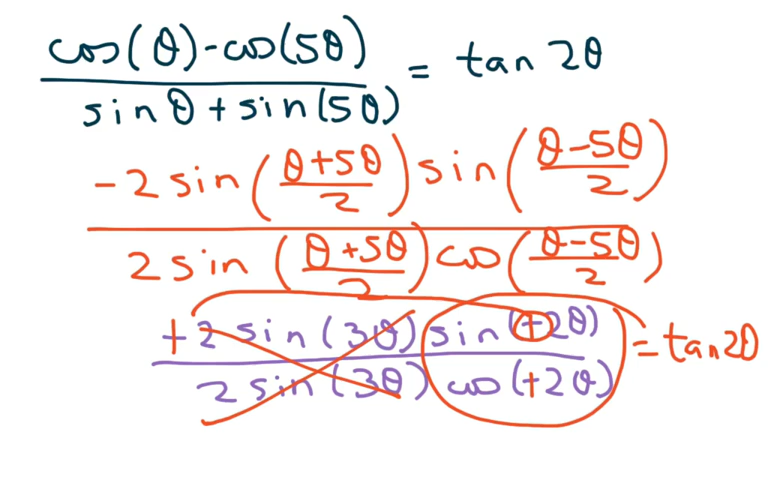 cos(θ)-cos(5θ)
= tan 2θ
sinθ + sin(5θ)
-2 sin(θ+5θ/2) sin(θ-5θ/2)
2 sin (θ+5θ/2) cos(θ-5θ/2)
+2 sin(3θ) sin(+2θ)
= tan2θ
2 sin(3θ) cos(+2θ)